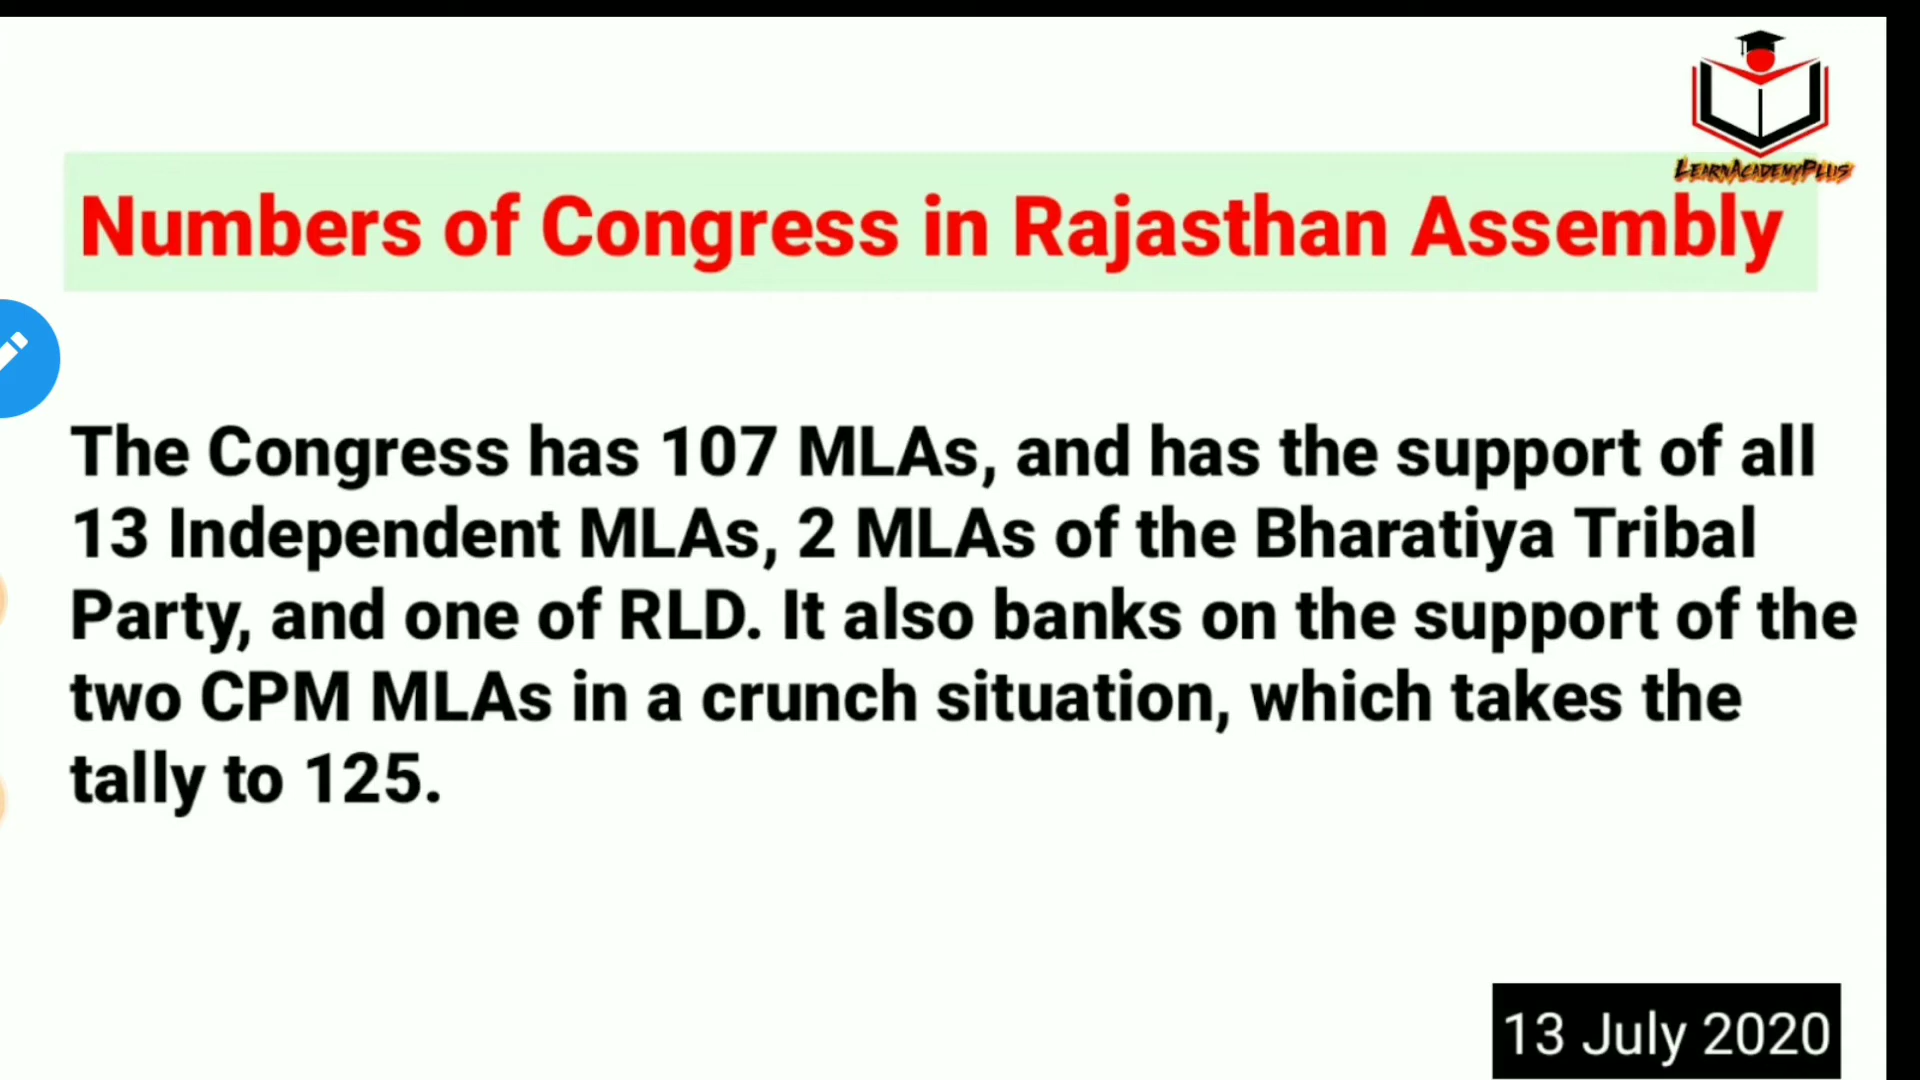 LEARNACADEMYPLUS
Numbers of Congress in Rajasthan Assembly
The Congress has 107 MLAs, and has the support of all
13 Independent MLAs, 2 MLAs of the Bharatiya Tribal
Party, and one of RLD. It also banks on the support of the
two CPM MLAs in a crunch situation, which takes the
tally to 125.
13 July 2020